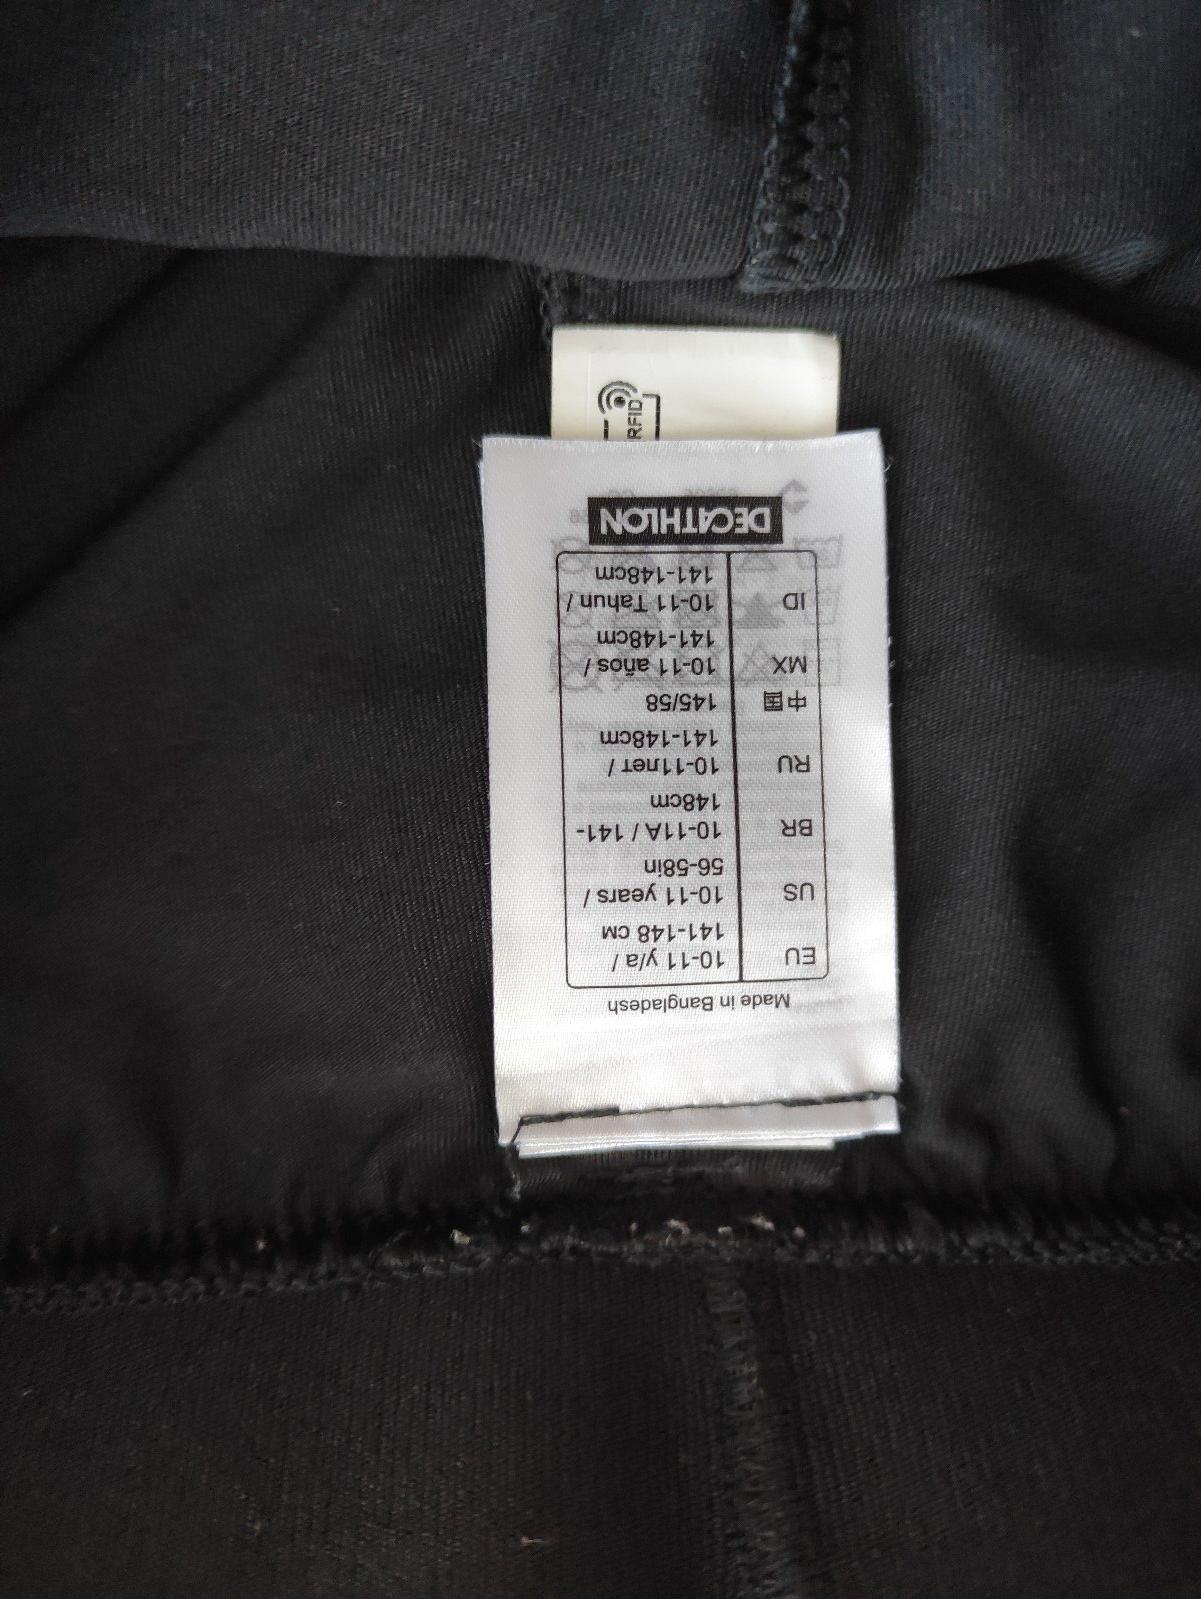 Made in Bangladesh
EU 10-11 y/a /
141-148 см
US 10-11 years /
56-58in
BR 10-11A / 141-
148cm
RU 10-11лет /
141-148cm
中国 145/58
MX 10-11 años /
141-148cm
ID 10-11 Tahun /
141-148cm
DECATHLON
RFID